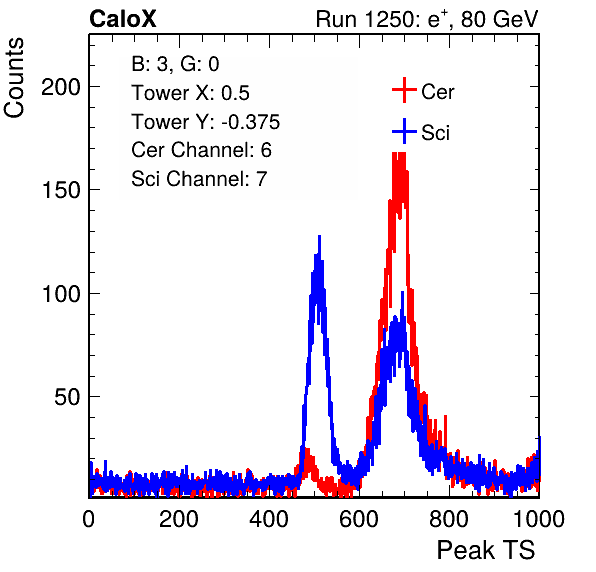 CaloX Run 1250: e+, 80 GeV
Counts
B: 3, G: 0
Tower X: 0.5
Tower Y: -0.375
Cer Channel: 6
Sci Channel: 7
Cer
Sci
200
150
100
50
0 200 400 600 800 1000
Peak TS